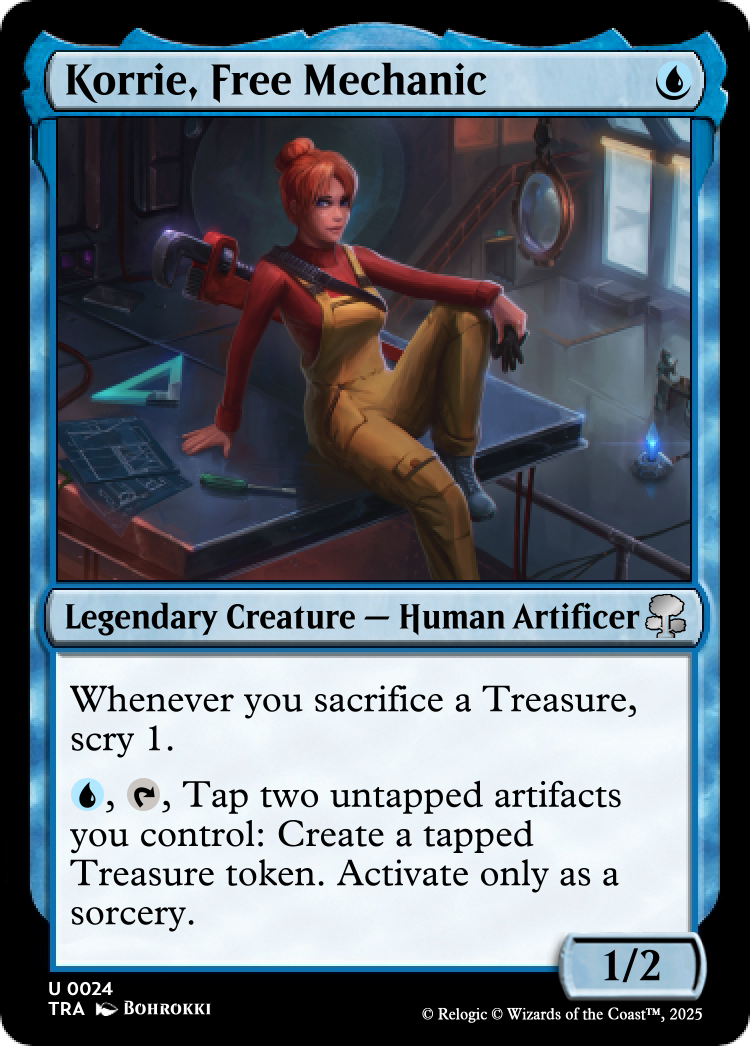 Korrie, Free Mechanic
Legendary Creature — Human Artificer
Whenever you sacrifice a Treasure,
scry 1.
, , Tap two untapped artifacts
you control: Create a tapped
Treasure token. Activate only as a
sorcery.
1/2
U 0024
TRA BOHROKKI
© Relogic © Wizards of the Coast™, 2025